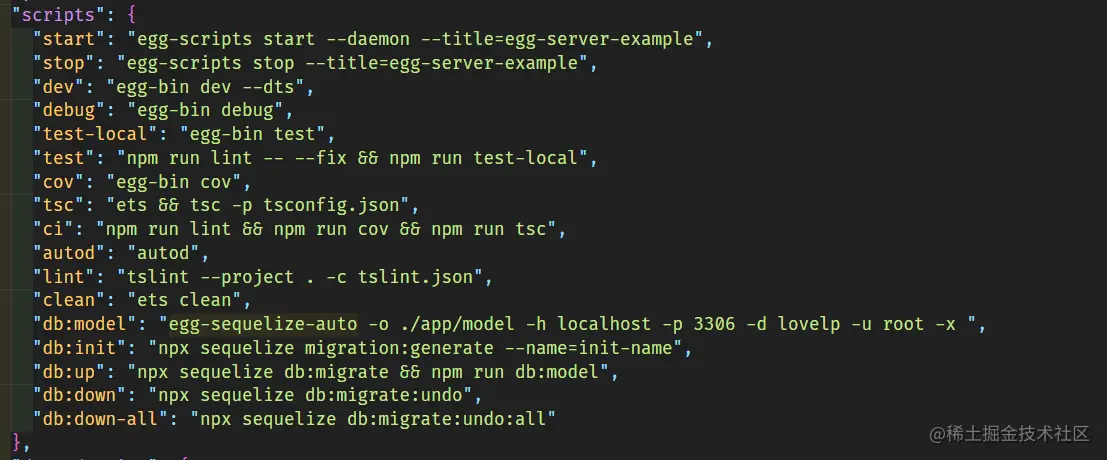 "scripts": {
"start": "egg-scripts start --daemon --title=egg-server-example",
"stop": "egg-scripts stop --title=egg-server-example",
"dev": "egg-bin dev --dts",
"debug": "egg-bin debug",
"test-local": "egg-bin test",
"test": "npm run lint -- --fix && npm run test-local",
"cov": "egg-bin cov",
"tsc": "ets && tsc -p tsconfig.json",
"ci": "npm run lint && npm run cov && npm run tsc",
"autod": "autod",
"lint": "tslint --project . -c tslint.json",
"clean": "ets clean",
"db:model": "egg-sequelize-auto -o ./app/model -h localhost -p 3306 -d lovelp -u root -x ",
"db:init": "npx sequelize migration:generate --name=init-name",
"db:up": "npx sequelize db:migrate && npm run db:model",
"db:down": "npx sequelize db:migrate:undo",
"db:down-all": "npx sequelize db:migrate:undo:all"
},
@稀土掘金技术社区